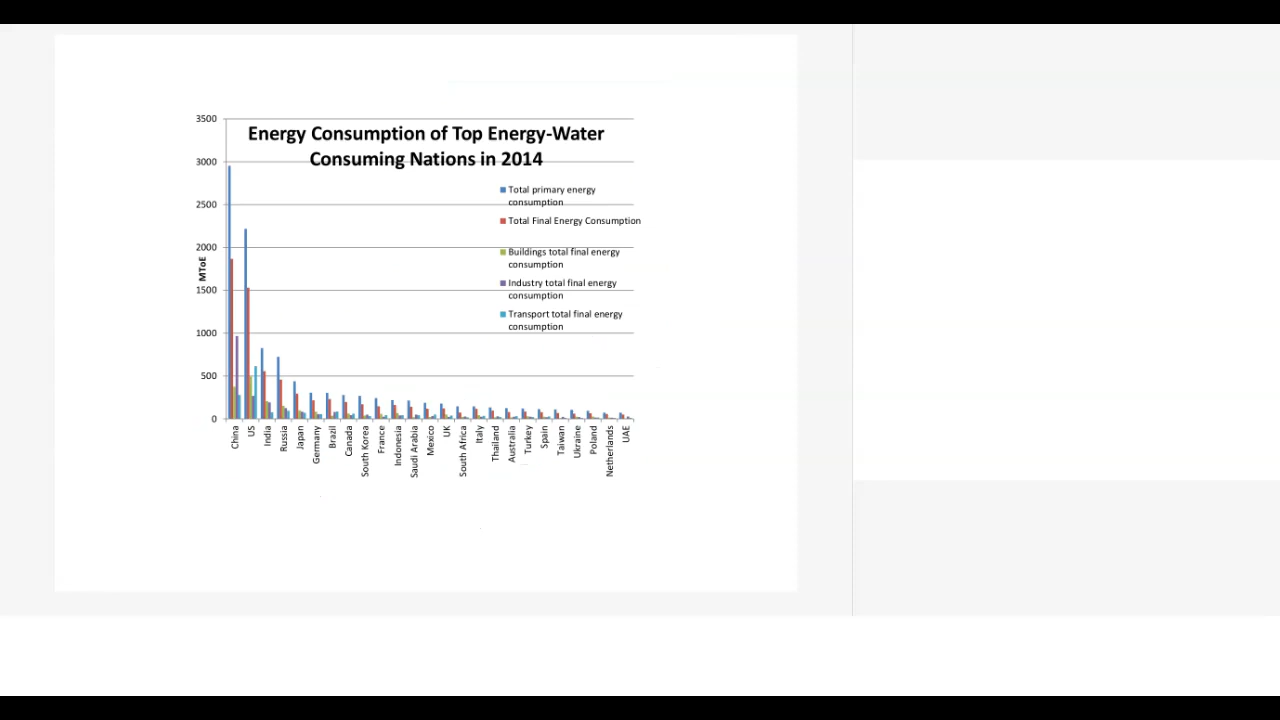 Energy Consumption of Top Energy-Water
Consuming Nations in 2014
3500
3000
2500
2000
1500
1000
500
0
MToE
Total primary energy
consumption
Total Final Energy Consumption
Buildings total final energy
consumption
Industry total final energy
consumption
Transport total final energy
consumption
China
US
India
Russia
Japan
Germany
Brazil
Canada
South Korea
France
Indonesia
Saudi Arabia
Mexico
UK
South Africa
Italy
Thailand
Australia
Turkey
Spain
Taiwan
Ukraine
Poland
Netherlands
UAE